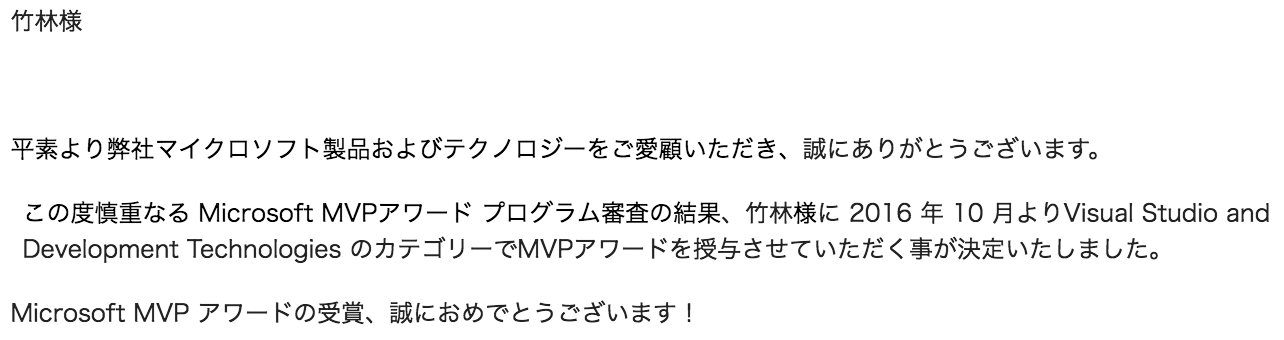 竹林様
平素より弊社マイクロソフト製品およびテクノロジーをご愛顧いただき、誠にありがとうございます。
この度慎重なる Microsoft MVPアワード プログラム審査の結果、竹林様に 2016 年 10 月よりVisual Studio and
Development Technologies のカテゴリーでMVPアワードを授与させていただく事が決定いたしました。
Microsoft MVP アワードの受賞、誠におめでとうございます！